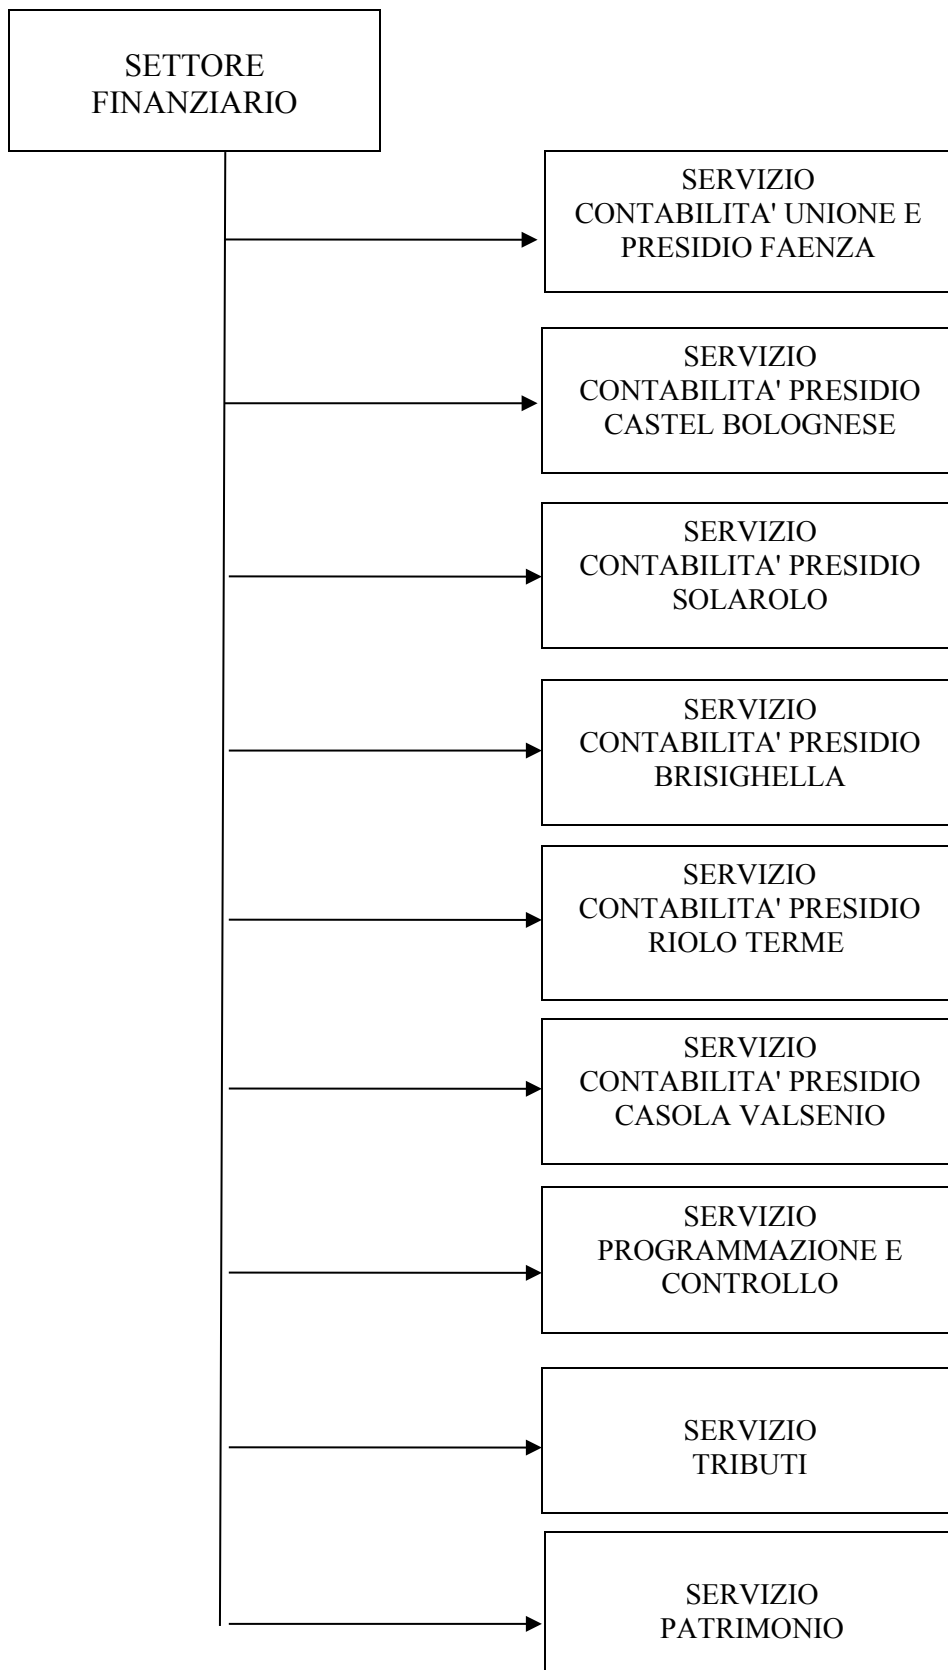 SETTORE
FINANZIARIO
SERVIZIO
CONTABILITA' UNIONE E
PRESIDIO FAENZA
SERVIZIO
CONTABILITA' PRESIDIO
CASTEL BOLOGNESE
SERVIZIO
CONTABILITA' PRESIDIO
SOLAROLO
SERVIZIO
CONTABILITA' PRESIDIO
BRISIGHELLA
SERVIZIO
CONTABILITA' PRESIDIO
RIOLO TERME
SERVIZIO
CONTABILITA' PRESIDIO
CASOLA VALSENIO
SERVIZIO
PROGRAMMAZIONE E
CONTROLLO
SERVIZIO
TRIBUTI
SERVIZIO
PATRIMONIO